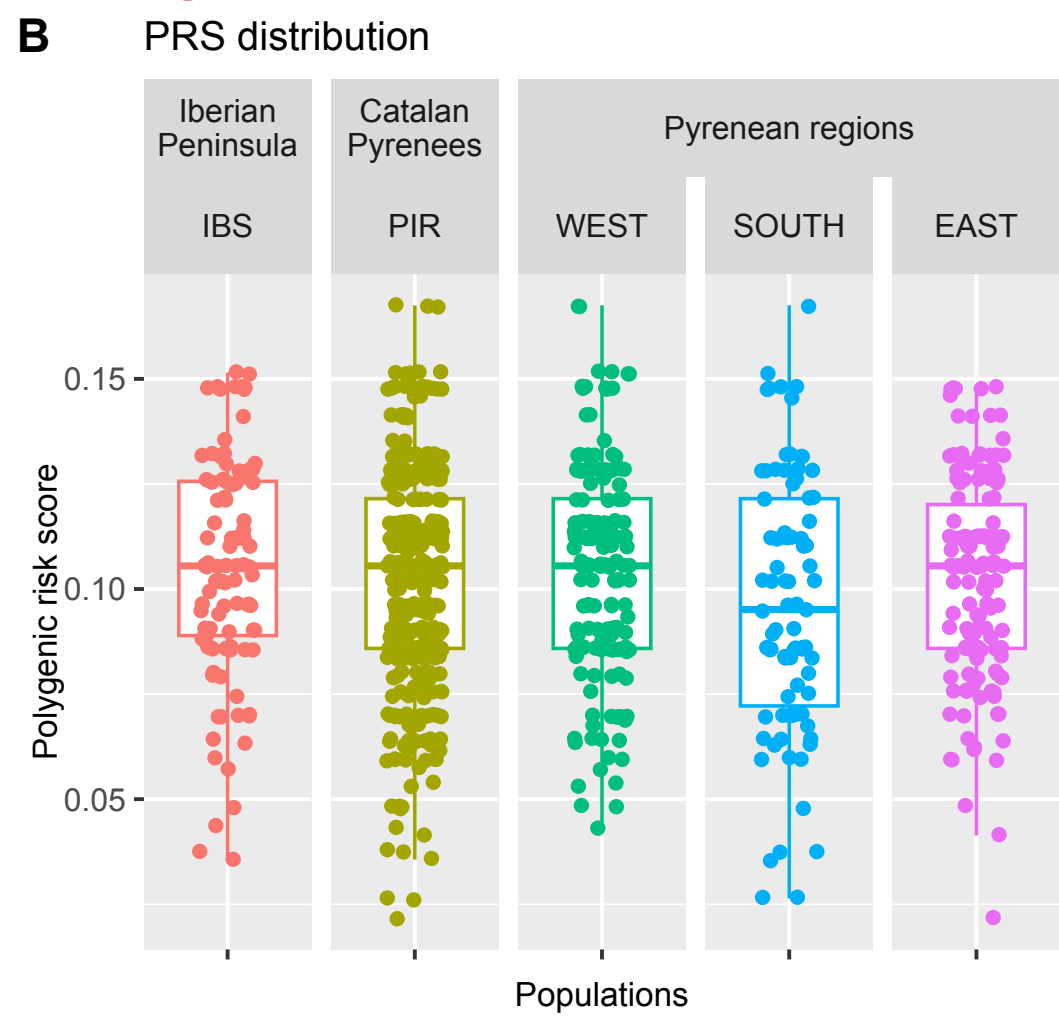 B PRS distribution
Iberian
Peninsula
Catalan
Pyrenees
Pyrenean regions
IBS
PIR
WEST
SOUTH
EAST
Polygenic risk score
0.15
0.10
0.05
Populations